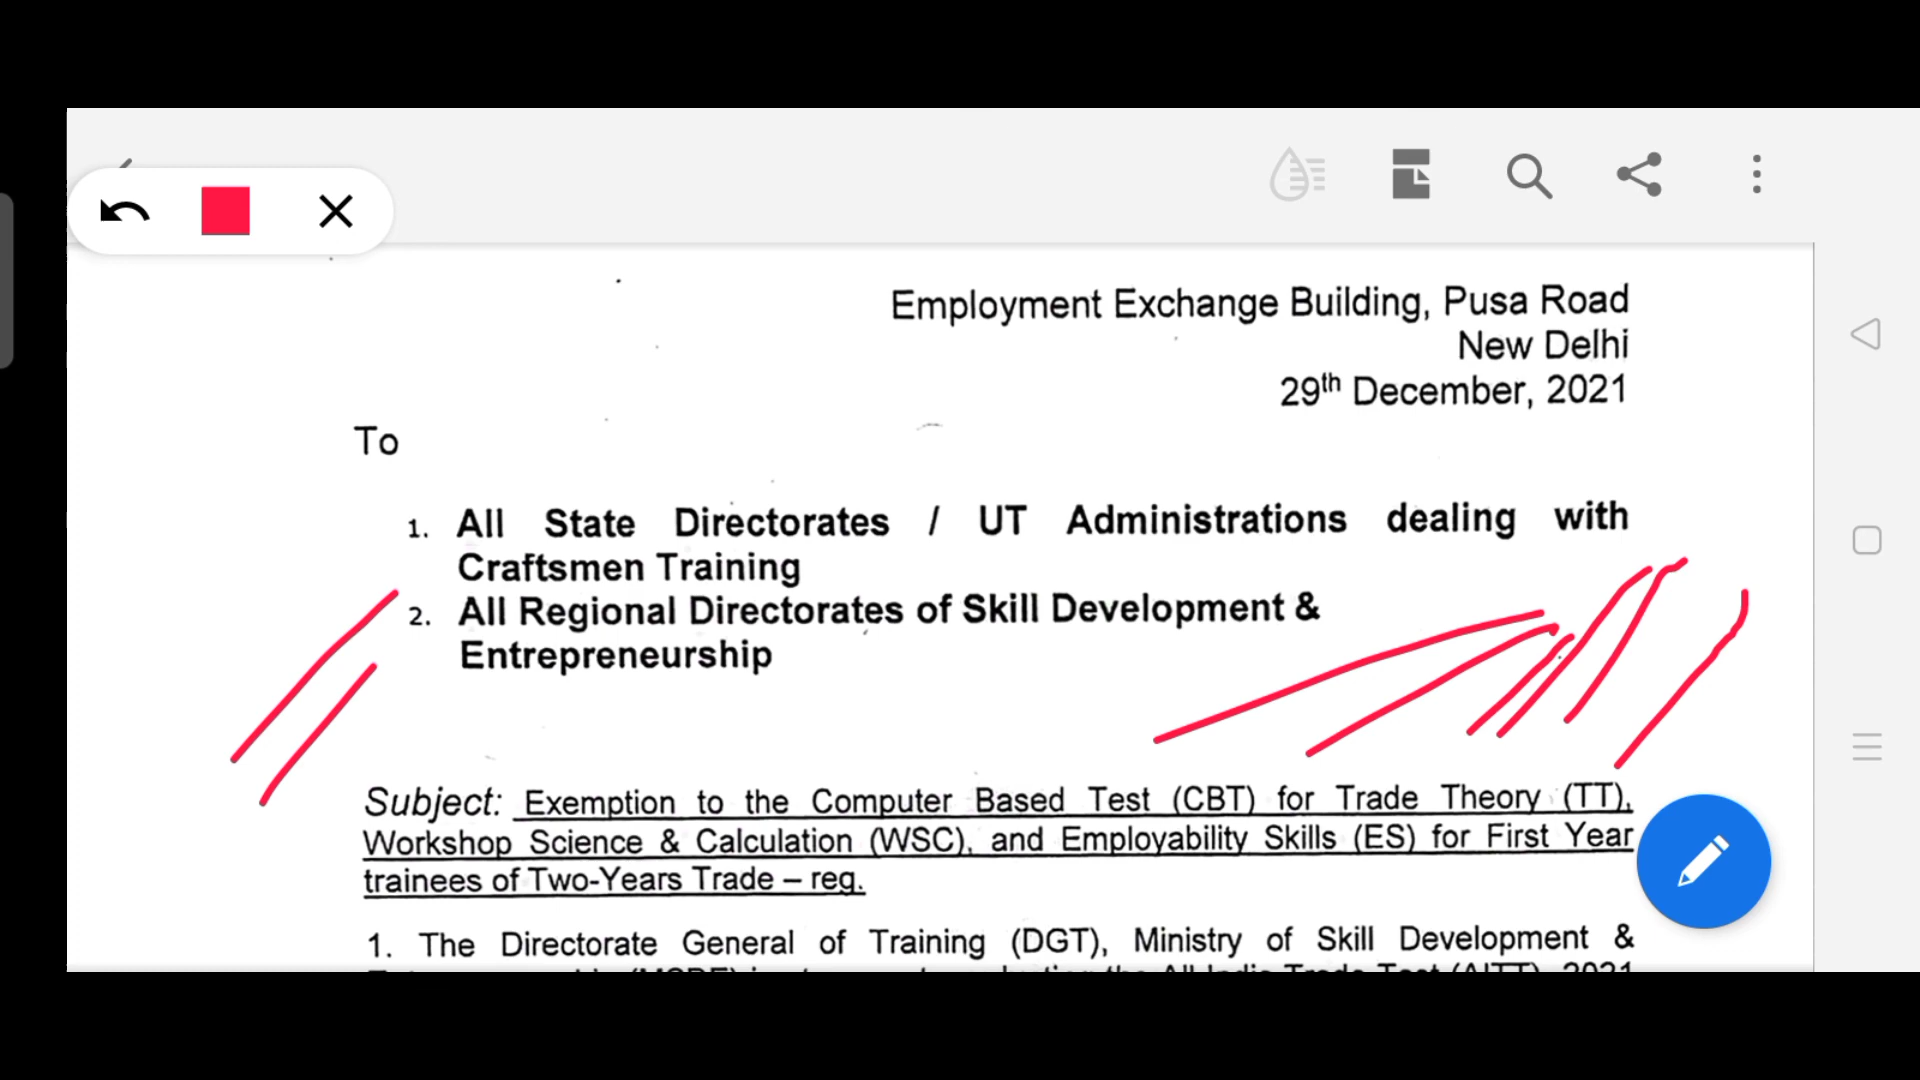 Employment Exchange Building, Pusa Road
New Delhi
29th December, 2021
To
1. All State Directorates / UT Administrations dealing with
Craftsmen Training
2. All Regional Directorates of Skill Development &
Entrepreneurship
Subject: Exemption to the Computer Based Test (CBT) for Trade Theory (TT),
Workshop Science & Calculation (WSC), and Employability Skills (ES) for First Year
trainees of Two-Years Trade – reg.
1. The Directorate General of Training (DGT), Ministry of Skill Development &